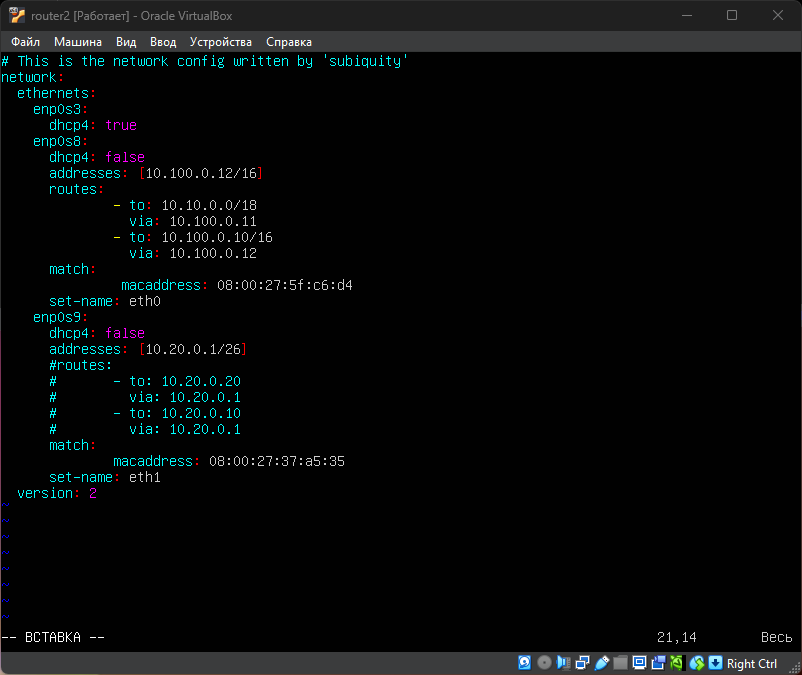 router2 [Работает] - Oracle VirtualBox
Файл Машина Вид Ввод Устройства Справка
# This is the network config written by 'subiquity'
network:
  ethernets:
    enp0s3:
      dhcp4: true
    enp0s8:
      dhcp4: false
      addresses: [10.100.0.12/16]
      routes:
              - to: 10.10.0.0/18
                via: 10.100.0.11
              - to: 10.100.0.10/16
                via: 10.100.0.12
      match:
               macaddress: 08:00:27:5f:c6:d4
      set-name: eth0
    enp0s9:
      dhcp4: false
      addresses: [10.20.0.1/26]
      #routes:
      #       - to: 10.20.0.20
      #         via: 10.20.0.1
      #       - to: 10.20.0.10
      #         via: 10.20.0.1
      match:
              macaddress: 08:00:27:37:a5:35
      set-name: eth1
  version: 2
~
~
~
~
~
~
~
~
-- ВСТАВКА -- 21,14 Весь
Right Ctrl